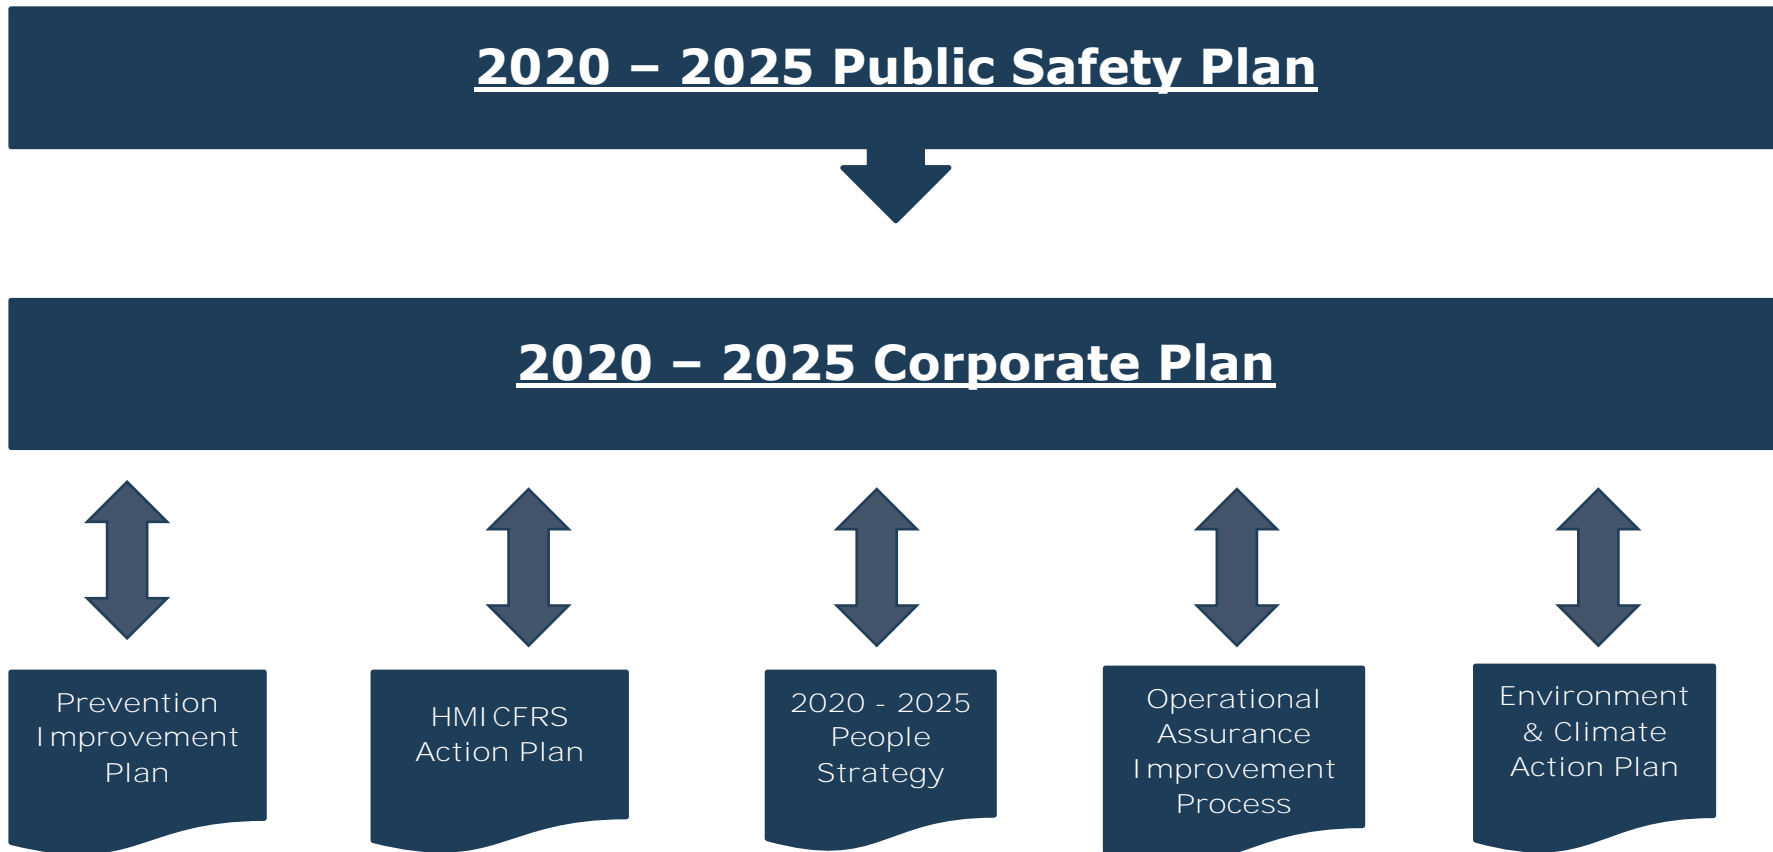 2020 – 2025 Public Safety Plan
2020 – 2025 Corporate Plan
Prevention
Improvement
Plan
HMICFRS
Action Plan
2020 - 2025
People
Strategy
Operational
Assurance
Improvement
Process
Environment
& Climate
Action Plan